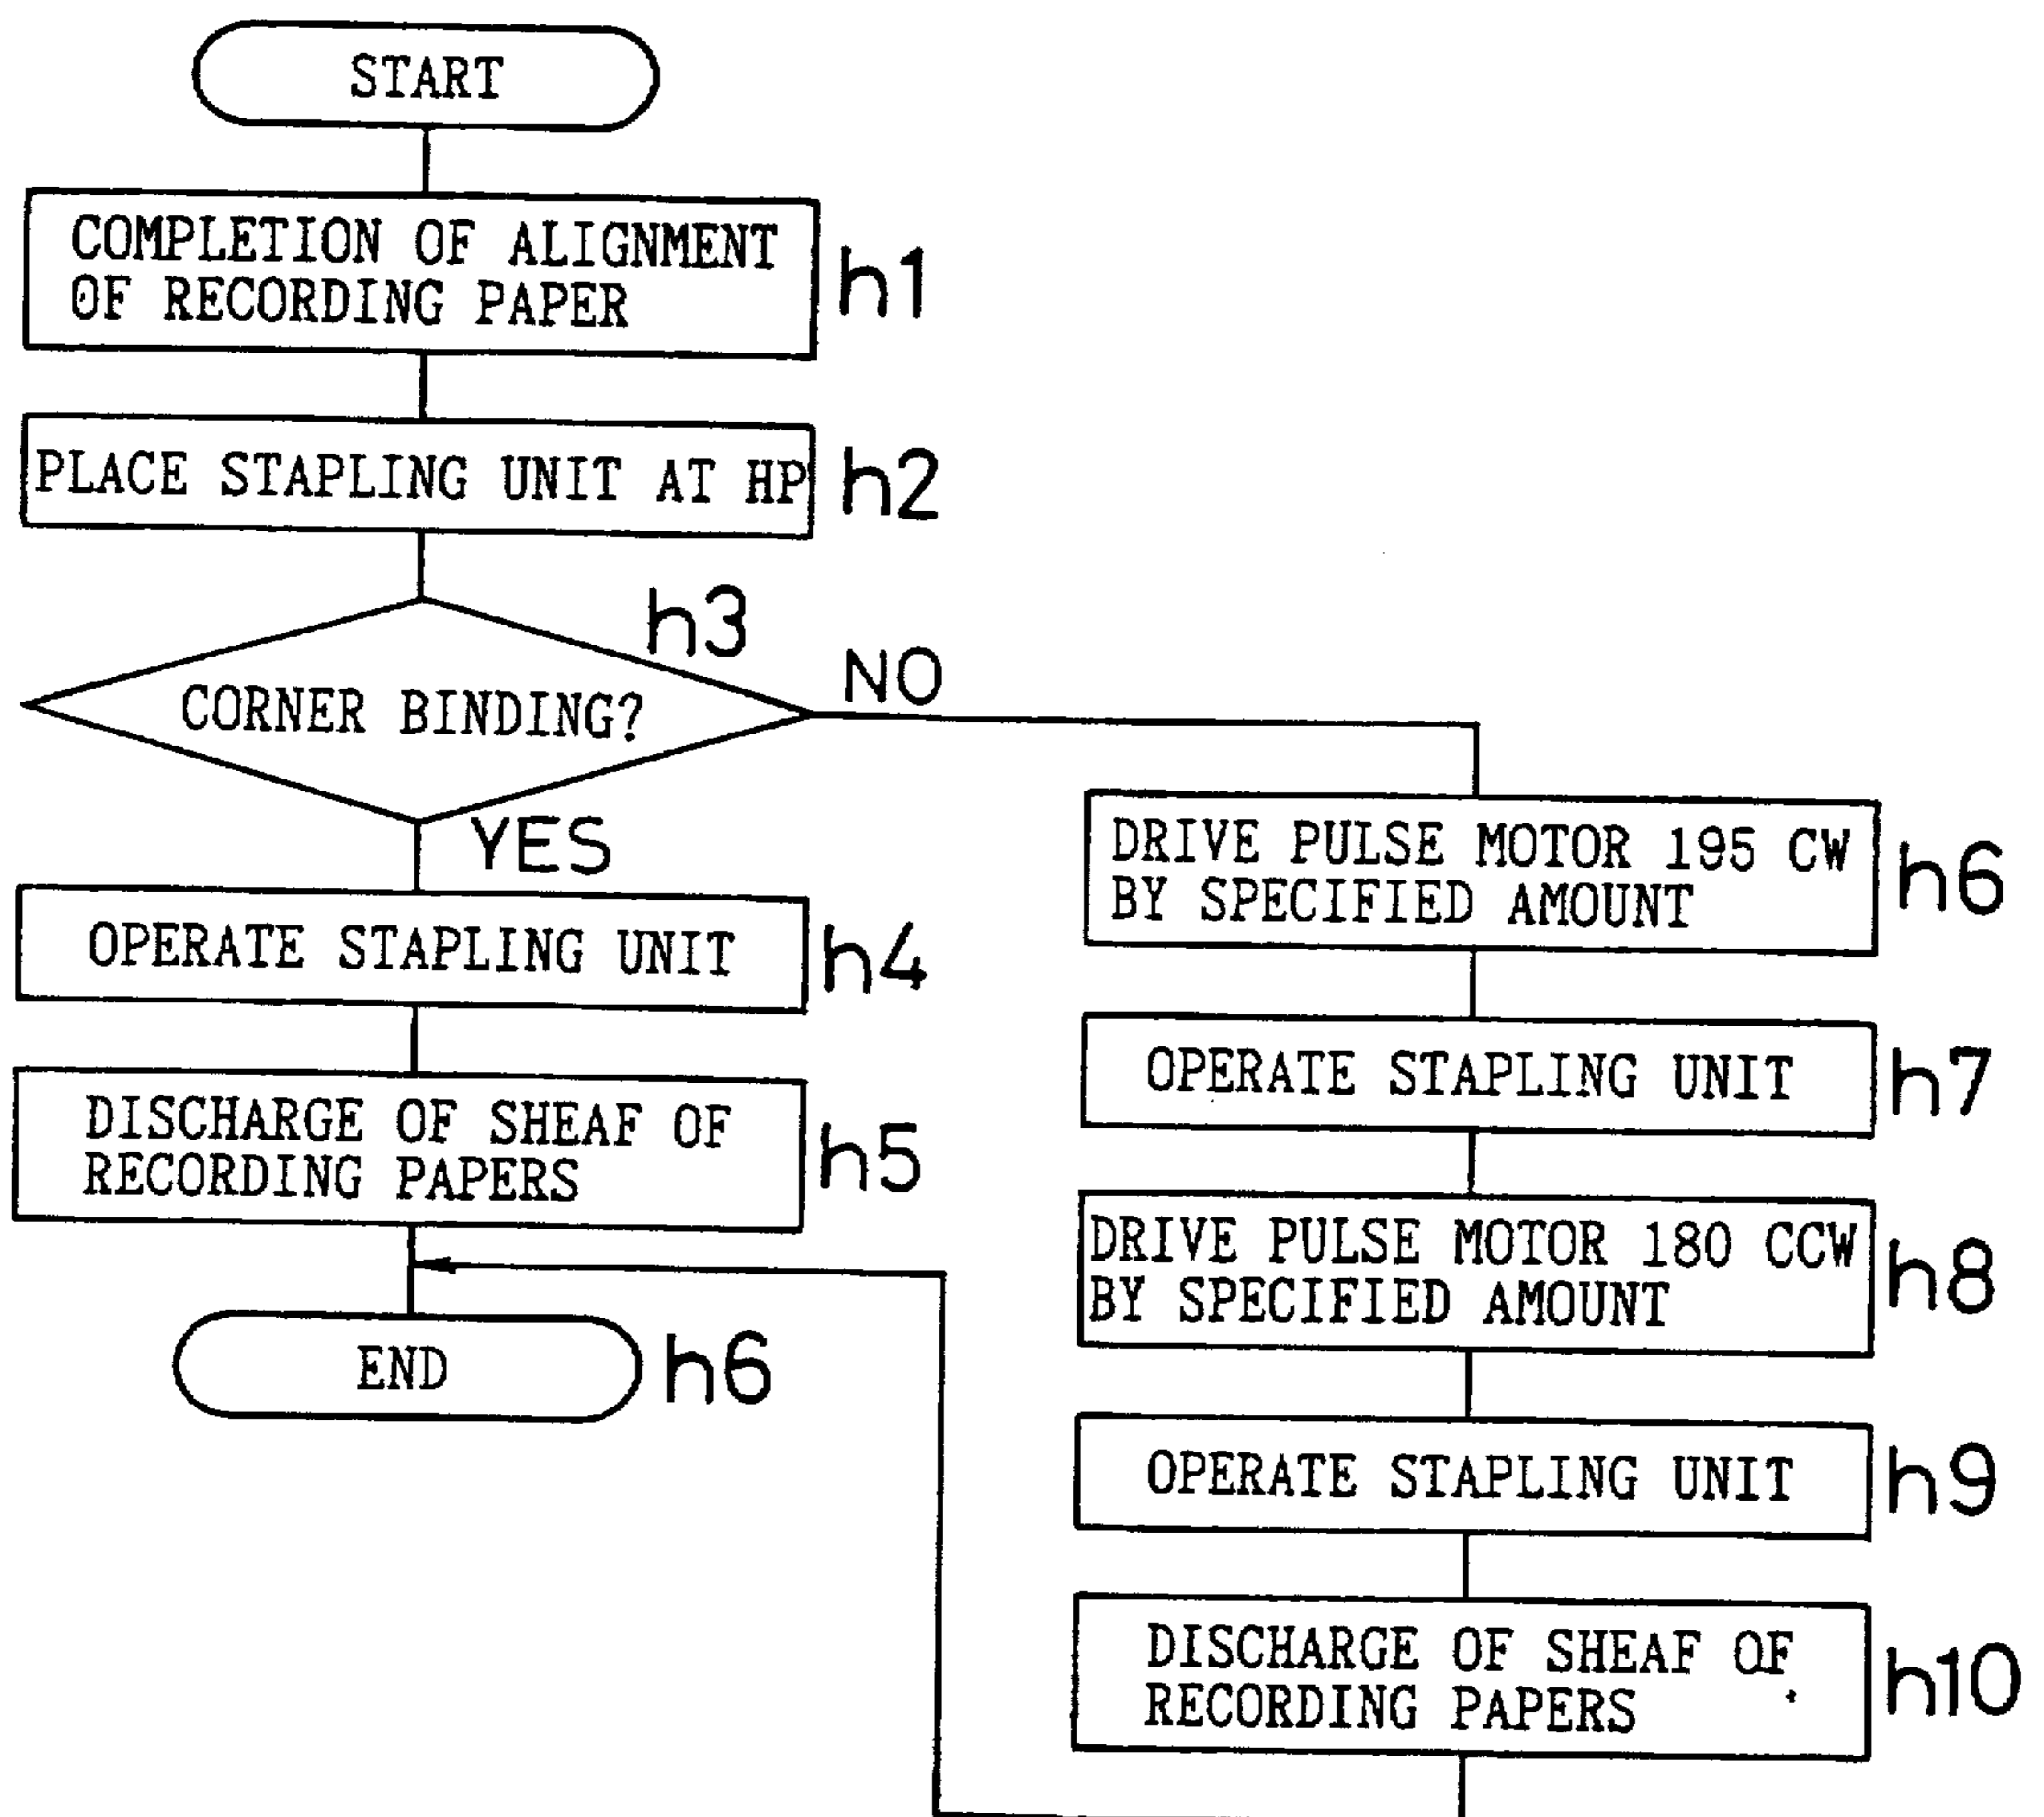 START
COMPLETION OF ALIGNMENT
OF RECORDING PAPER
h1
PLACE STAPLING UNIT AT HP
h2
h3
CORNER BINDING?
NO
YES
OPERATE STAPLING UNIT
h4
DISCHARGE OF SHEAF OF
RECORDING PAPERS
h5
END
h6
DRIVE PULSE MOTOR 195 CW
BY SPECIFIED AMOUNT
h6
OPERATE STAPLING UNIT
h7
DRIVE PULSE MOTOR 180 CCW
BY SPECIFIED AMOUNT
h8
OPERATE STAPLING UNIT
h9
DISCHARGE OF SHEAF OF
RECORDING PAPERS
h10